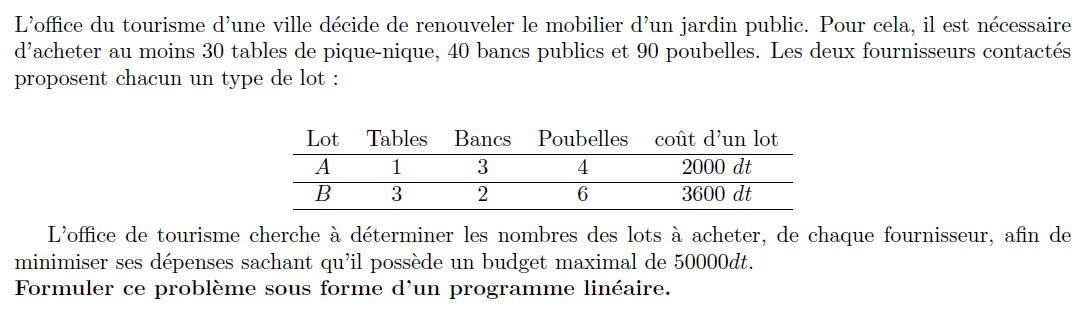 L'office du tourisme d'une ville décide de renouveler le mobilier d'un jardin public. Pour cela, il est nécessaire
d'acheter au moins 30 tables de pique-nique, 40 bancs publics et 90 poubelles. Les deux fournisseurs contactés
proposent chacun un type de lot :
Lot Tables Bancs Poubelles coût d'un lot
A 1 3 4 2000 dt
B 3 2 6 3600 dt
L'office de tourisme cherche à déterminer les nombres des lots à acheter, de chaque fournisseur, afin de
minimiser ses dépenses sachant qu'il possède un budget maximal de 50000dt.
Formuler ce problème sous forme d'un programme linéaire.